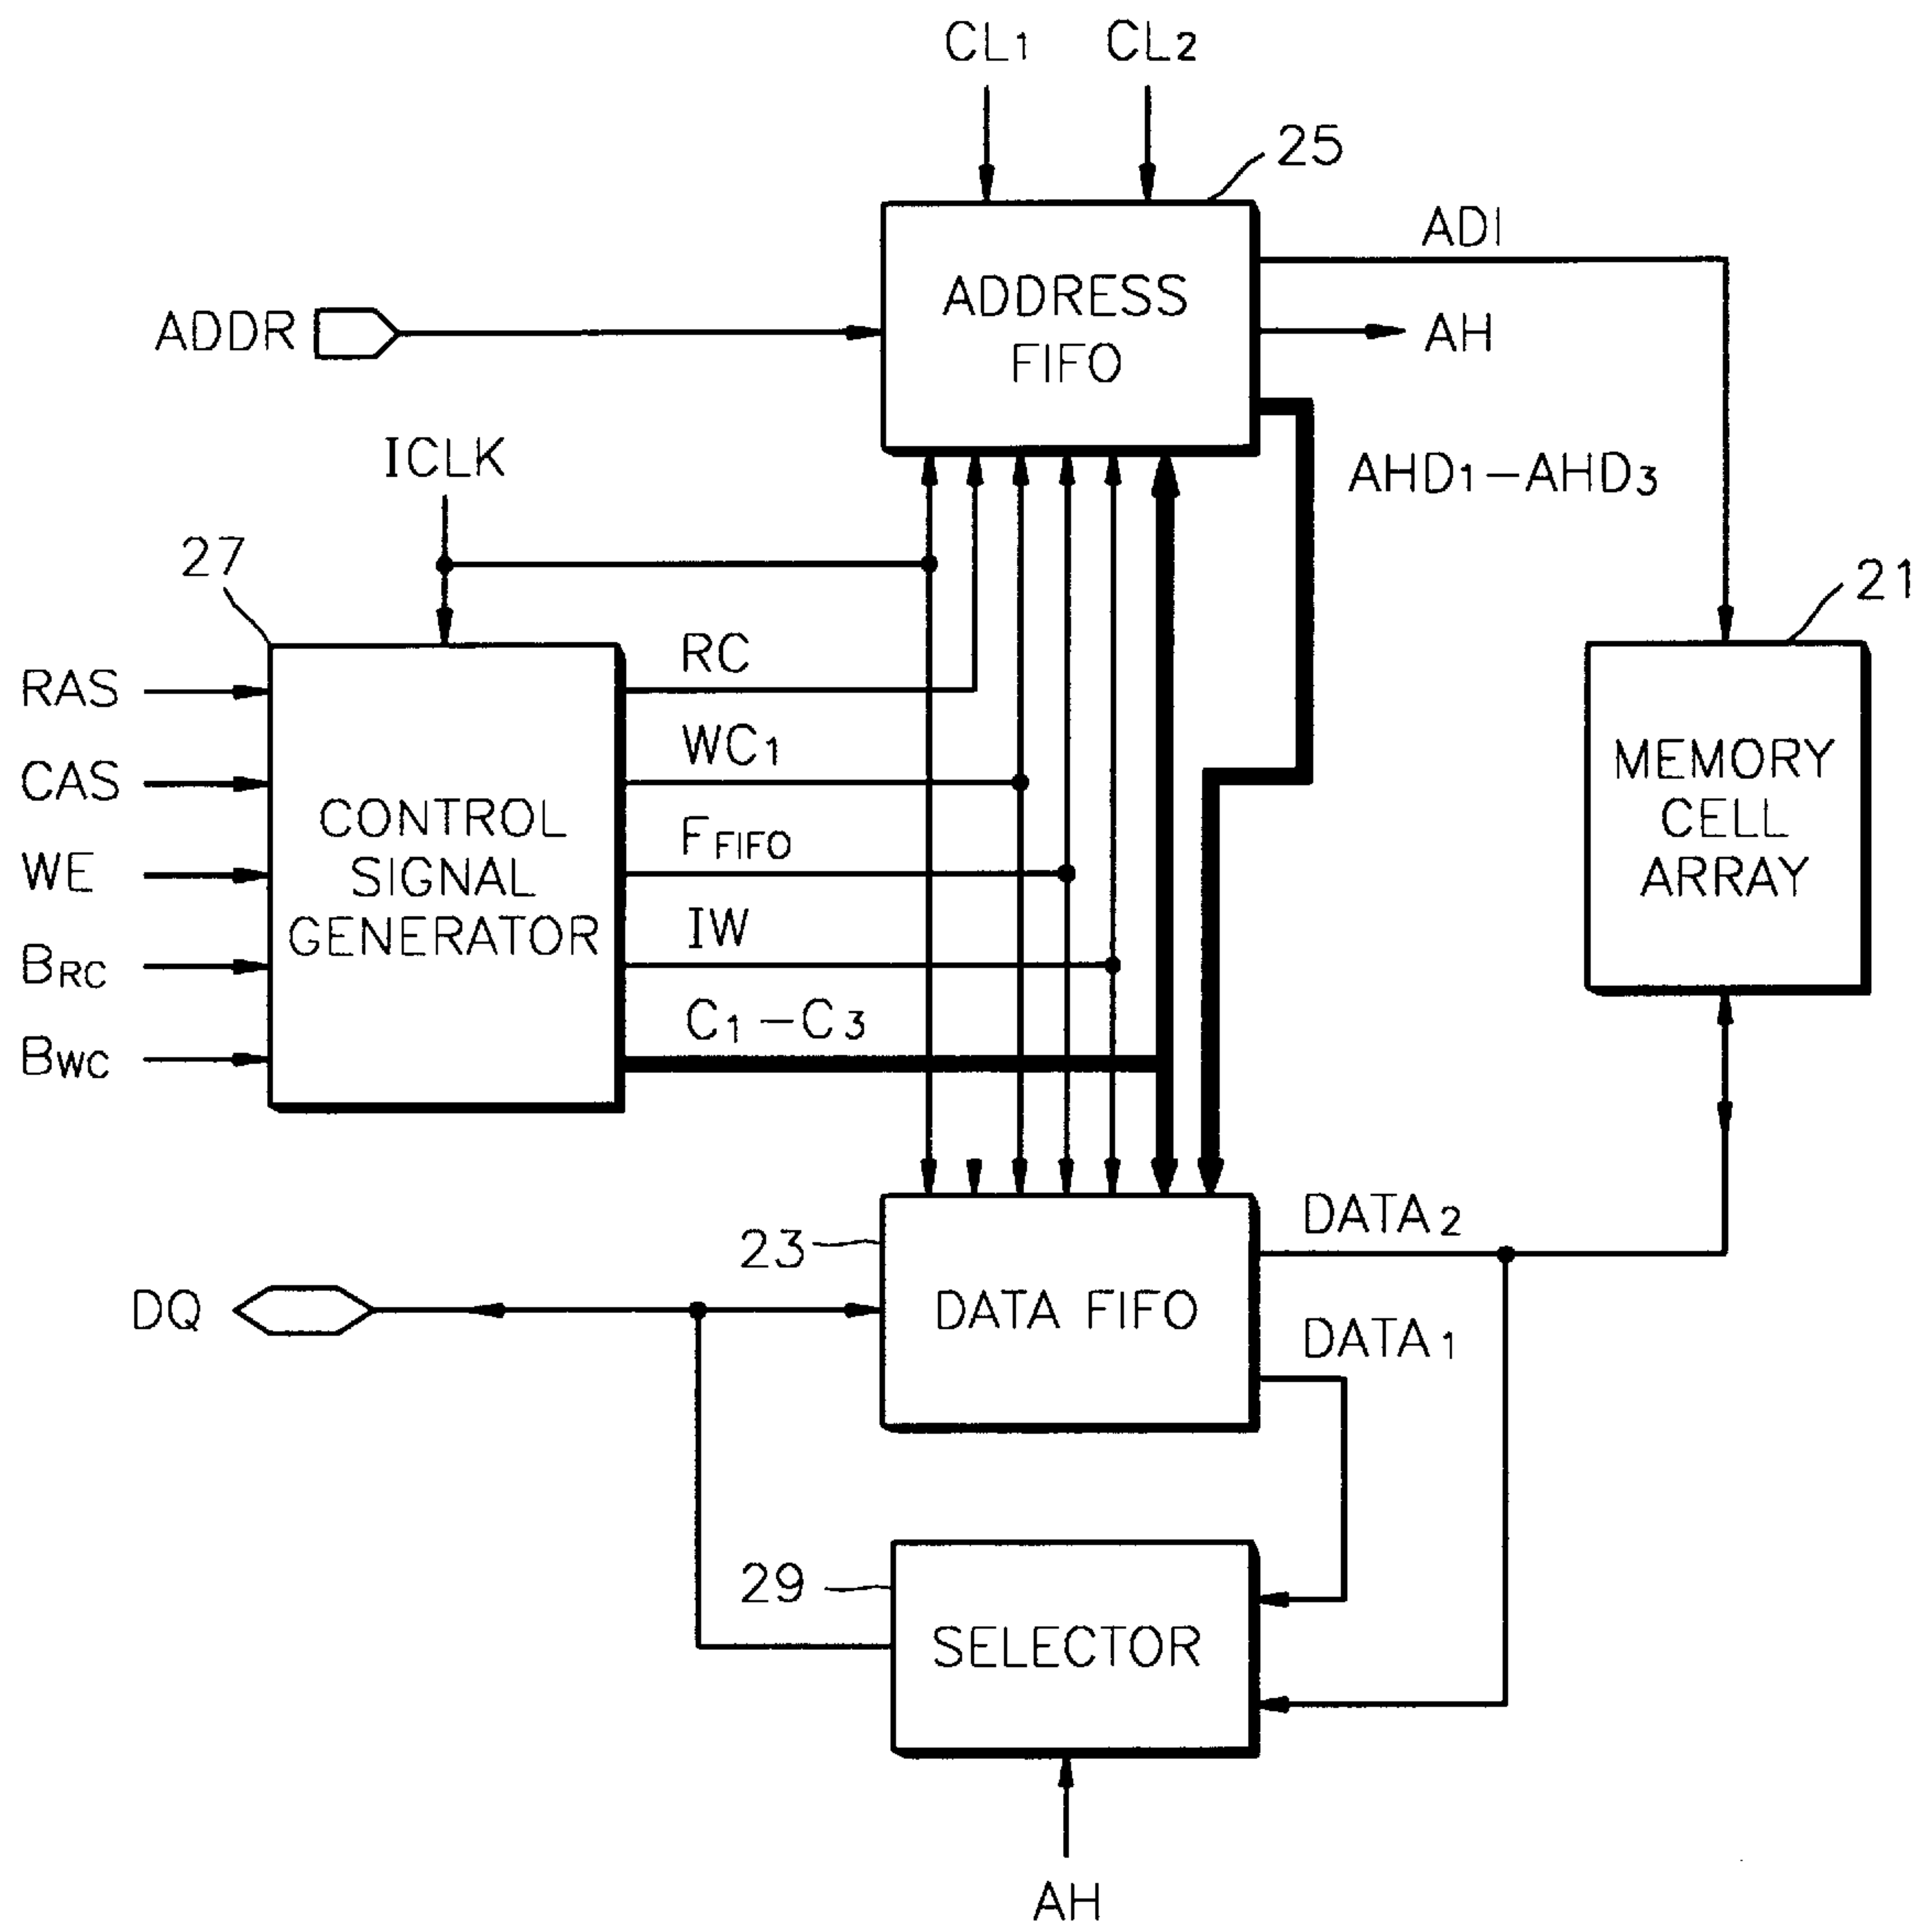 CL1 CL2
25
ADI
ADDRESS
FIFO
ADDR
AH
ICLK
AHD1-AHD3
27
21
RC
RAS
WC1
CAS
MEMORY
CELL
ARRAY
CONTROL
SIGNAL
GENERATOR
FFIFO
WE
IW
BRC
C1-C3
BWC
DATA2
23
DQ
DATA FIFO
DATA1
29
SELECTOR
AH